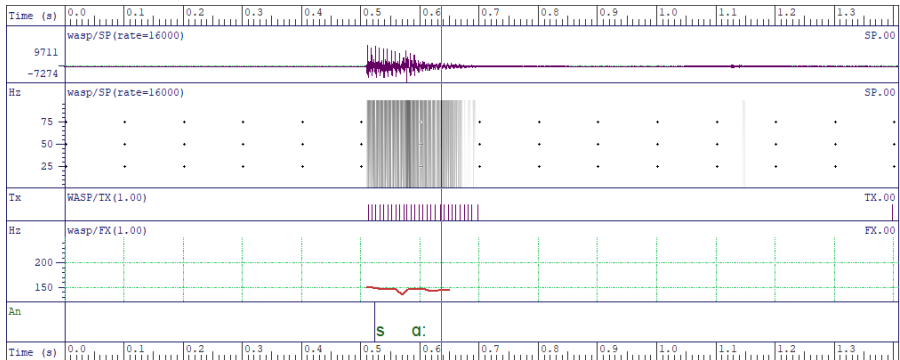 Time (s) 0.0 0.1 0.2 0.3 0.4 0.5 0.6 0.7 0.8 0.9 1.0 1.1 1.2 1.3
wasp/SP(rate=16000) SP.00
9711
-7274
Hz wasp/SP(rate=16000) SP.00
75
50
25
Tx WASP/TX(1.00) TX.00
Hz wasp/FX(1.00) FX.00
200
150
An
s ɑː
Time (s) 0.0 0.1 0.2 0.3 0.4 0.5 0.6 0.7 0.8 0.9 1.0 1.1 1.2 1.3